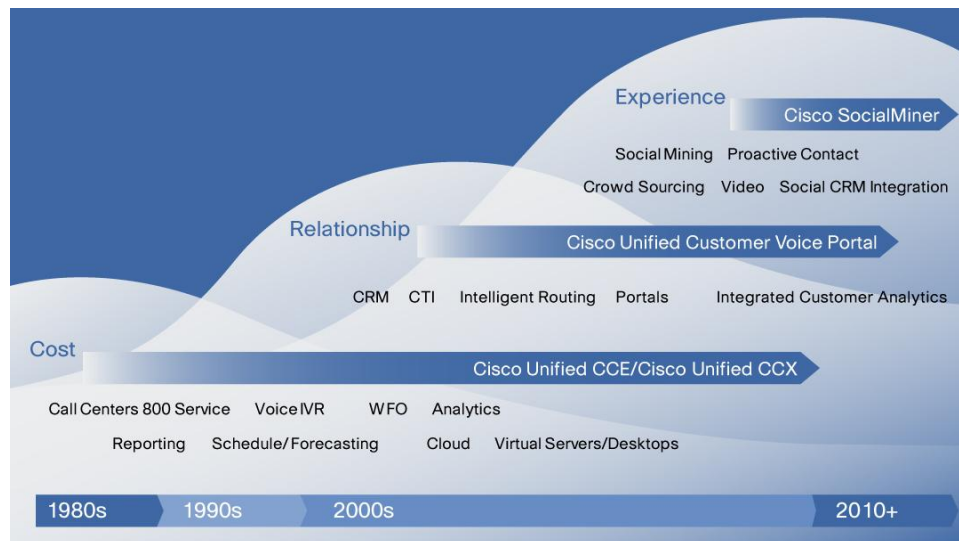 Experience
Cisco SocialMiner
Social Mining Proactive Contact
Crowd Sourcing Video Social CRM Integration
Relationship
Cisco Unified Customer Voice Portal
CRM CTI Intelligent Routing Portals Integrated Customer Analytics
Cost
Cisco Unified CCE/Cisco Unified CCX
Call Centers 800 Service Voice IVR WFO Analytics
Reporting Schedule/Forecasting Cloud Virtual Servers/Desktops
1980s 1990s 2000s 2010+